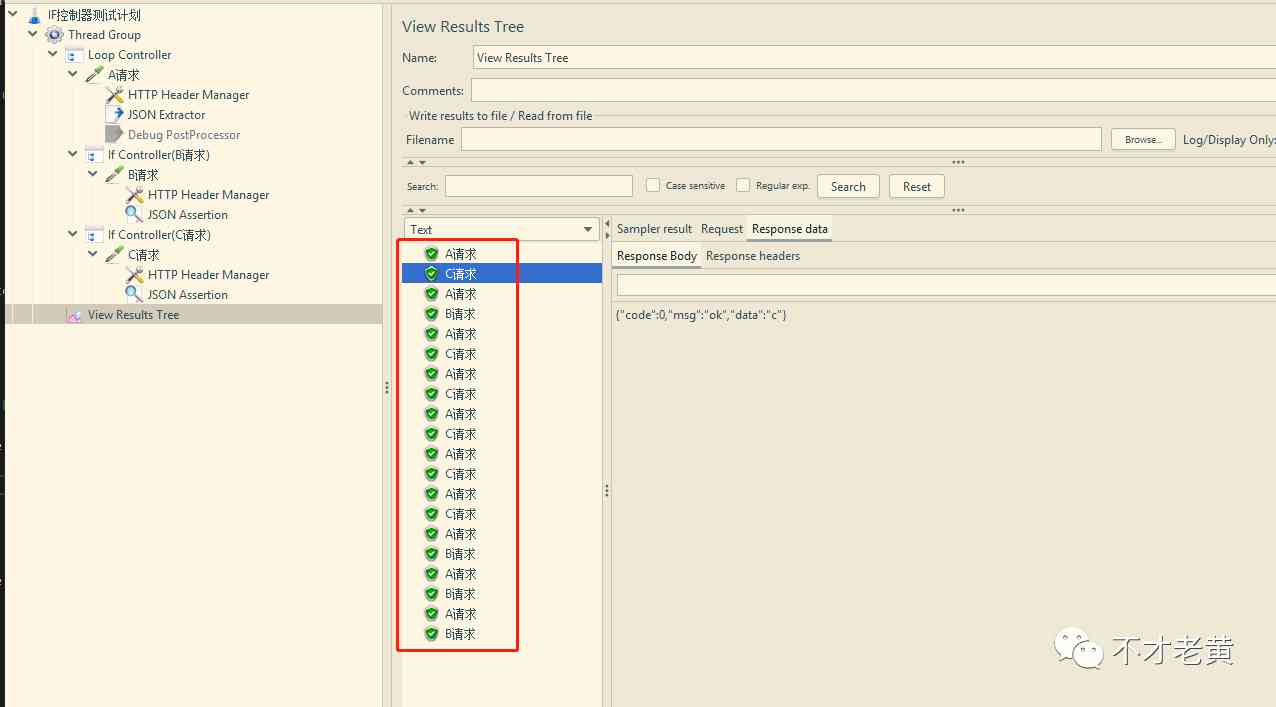 IF控制器测试计划
Thread Group
Loop Controller
A请求
HTTP Header Manager
JSON Extractor
Debug PostProcessor
If Controller(B请求)
B请求
HTTP Header Manager
JSON Assertion
If Controller(C请求)
C请求
HTTP Header Manager
JSON Assertion
View Results Tree
View Results Tree
Name: View Results Tree
Comments:
Write results to file / Read from file
Filename Browse... Log/Display Only:
Search: Case sensitive Regular exp. Search Reset
Text
A请求
C请求
A请求
B请求
A请求
C请求
A请求
C请求
A请求
C请求
A请求
C请求
A请求
C请求
A请求
B请求
A请求
B请求
A请求
B请求
Sampler result Request Response data
Response Body Response headers
{"code":0,"msg":"ok","data":"c"}
不才老黄